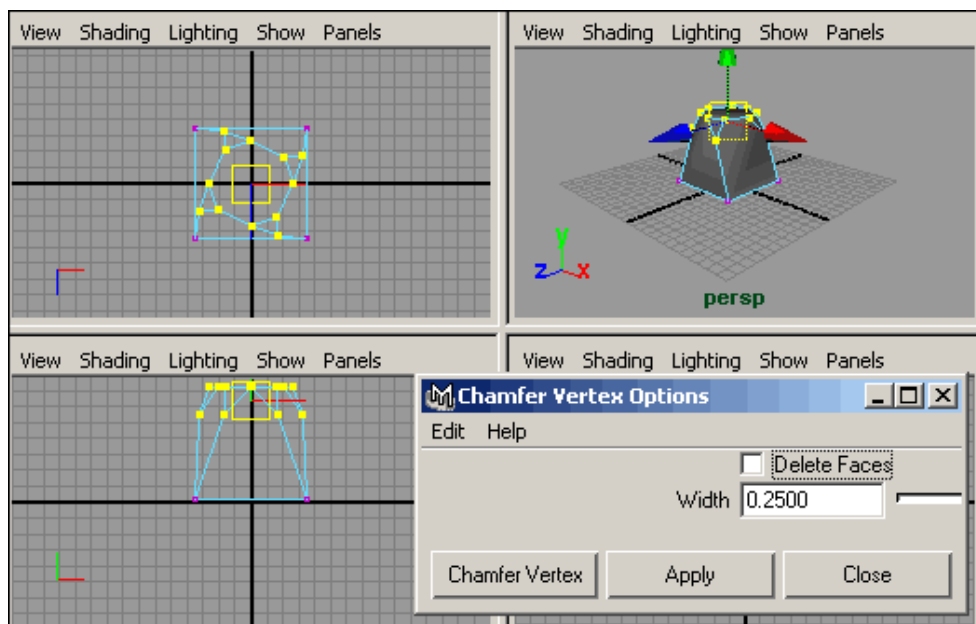 View Shading Lighting Show Panels
View Shading Lighting Show Panels
y
z x
persp
View Shading Lighting Show Panels
View Shading Lighting Show Panels
Chamfer Vertex Options
Edit Help
Delete Faces
Width 0.2500
Chamfer Vertex Apply Close